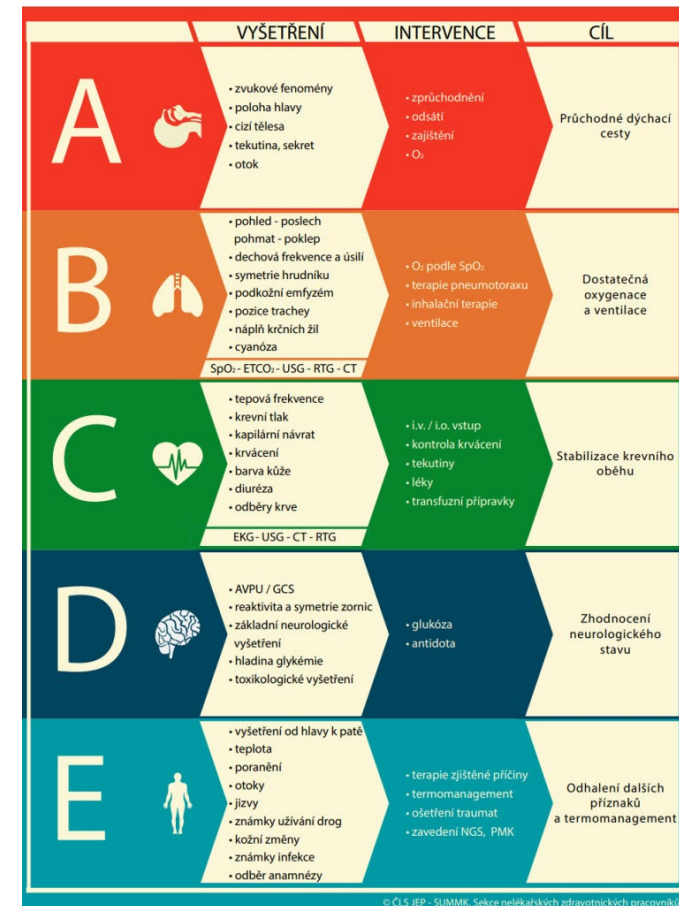 VYŠETŘENÍ
INTERVENCE
CÍL
A
• zvukové fenomény
• poloha hlavy
• cizí tělesa
• tekutina, sekret
• otok
• zprůchodnění
• odsátí
• zajištění
• O₂
Průchodné dýchací
cesty
B
• pohled - poslech
pohmat - poklep
• dechová frekvence a úsilí
• symetrie hrudníku
• podkožní emfyzém
• pozice trachey
• náplň krčních žil
• cyanóza
SpO₂ - ETCO₂ - USG - RTG - CT
• O₂ podle SpO₂
• terapie pneumotoraxu
• inhalační terapie
• ventilace
Dostatečná
oxygenace
a ventilace
C
• tepová frekvence
• krevní tlak
• kapilární návrat
• krvácení
• barva kůže
• diuréza
• odběry krve
EKG - USG - CT - RTG
• i.v. / i.o. vstup
• kontrola krvácení
• tekutiny
• léky
• transfuzní přípravky
Stabilizace krevního
oběhu
D
• AVPU / GCS
• reaktivita a symetrie zornic
• základní neurologické
vyšetření
• hladina glykémie
• toxikologické vyšetření
• glukóza
• antidota
Zhodnocení
neurologického
stavu
E
• vyšetření od hlavy k patě
• teplota
• poranění
• otoky
• jizvy
• známky užívání drog
• kožní změny
• známky infekce
• odběr anamnézy
• terapie zjištěné příčiny
• termomanagement
• ošetření traumat
• zavedení NGS, PMK
Odhalení dalších
příznaků
a termomanagement
© ČLS JEP - SUMMK, Sekce nelékařských zdravotnických pracovníků